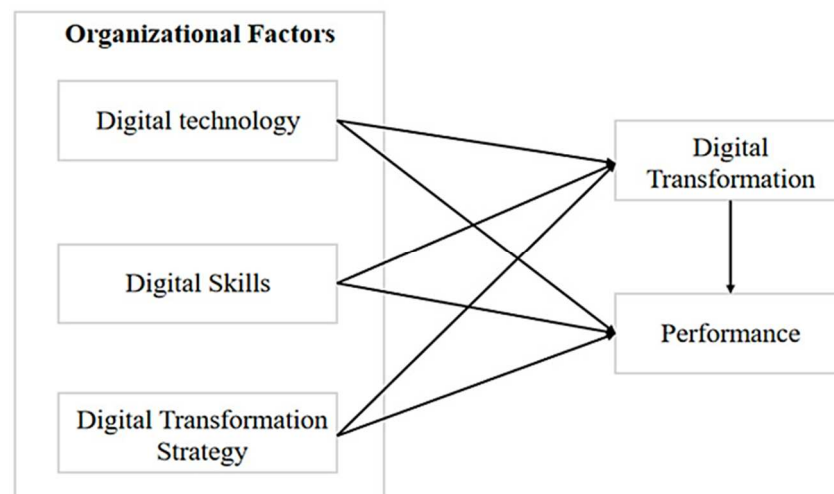 Organizational Factors
Digital technology
Digital Skills
Digital Transformation
Strategy
Digital
Transformation
Performance